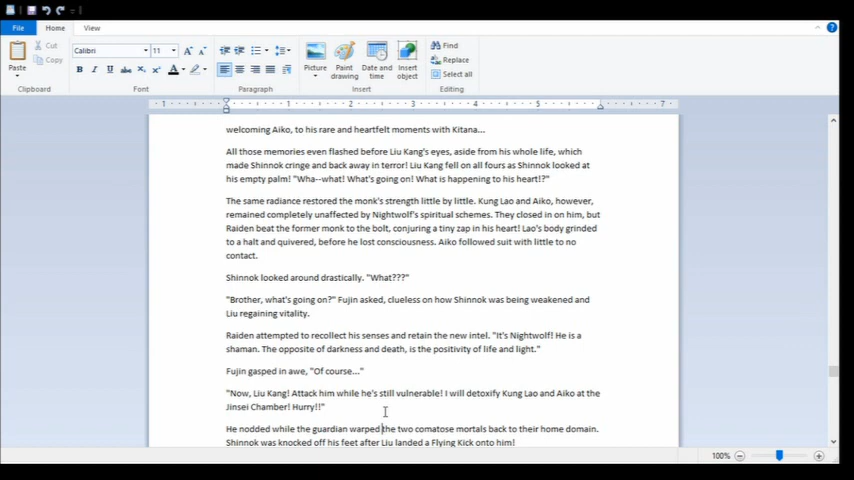 File Home View
Cut
Copy
Paste
Clipboard
Calibri 11
B I U abc X₂ X² A
Font
Paragraph
Picture
Paint drawing
Date and time
Insert object
Insert
Find
Replace
Select all
Editing
1 1 2 3 4 5 7
welcoming Aiko, to his rare and heartfelt moments with Kitana...
All those memories even flashed before Liu Kang's eyes, aside from his whole life, which
made Shinnok cringe and back away in terror! Liu Kang fell on all fours as Shinnok looked at
his empty palm! "Wha--what! What's going on! What is happening to his heart!?"
The same radiance restored the monk's strength little by little. Kung Lao and Aiko, however,
remained completely unaffected by Nightwolf's spiritual schemes. They closed in on him, but
Raiden beat the former monk to the bolt, conjuring a tiny zap in his heart! Lao's body grinded
to a halt and quivered, before he lost consciousness. Aiko followed suit with little to no
contact.
Shinnok looked around drastically. "What???"
"Brother, what's going on?" Fujin asked, clueless on how Shinnok was being weakened and
Liu regaining vitality.
Raiden attempted to recollect his senses and retain the new intel. "It's Nightwolf! He is a
shaman. The opposite of darkness and death, is the positivity of life and light."
Fujin gasped in awe, "Of course..."
"Now, Liu Kang! Attack him while he's still vulnerable! I will detoxify Kung Lao and Aiko at the
Jinsei Chamber! Hurry!!"
He nodded while the guardian warped the two comatose mortals back to their home domain.
Shinnok was knocked off his feet after Liu landed a Flying Kick onto him!
100%